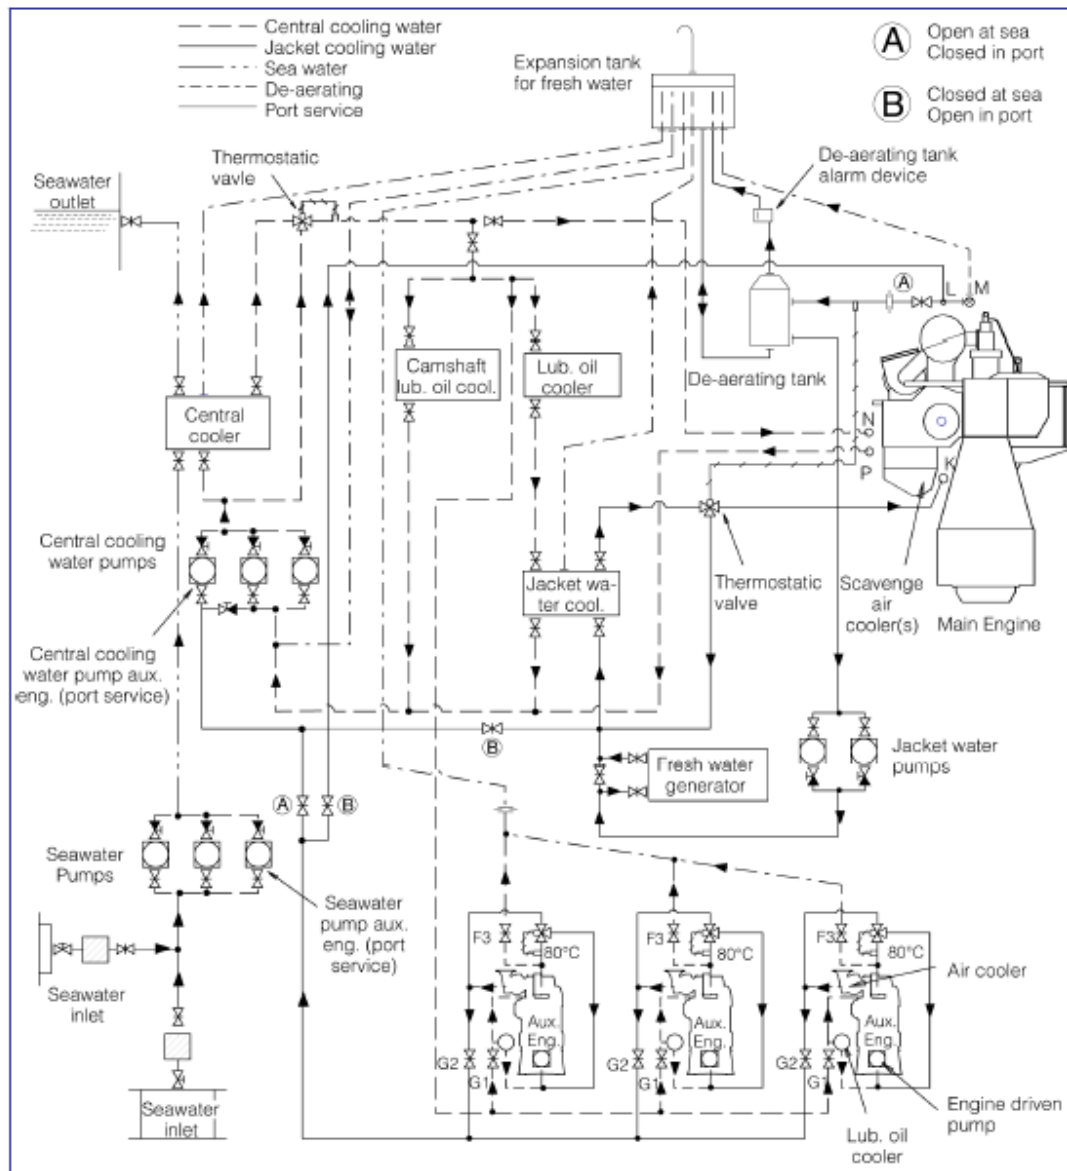 Central cooling water
Jacket cooling water
Sea water
De-aerating
Port service
Expansion tank
for fresh water
A
Open at sea
Closed in port
B
Closed at sea
Open in port
De-aerating tank
alarm device
Thermostatic
vavle
Seawater
outlet
A
L
M
Camshaft
lub. oil cool.
Lub. oil
cooler
De-aerating tank
Central
cooler
N
P
K
Central cooling
water pumps
Jacket wa-
ter cool.
Thermostatic
valve
Scavenge
air
cooler(s)
Main Engine
Central cooling
water pump aux.
eng. (port service)
B
Fresh water
generator
Jacket water
pumps
A
B
Seawater
Pumps
Seawater
pump aux.
eng. (port
service)
Seawater
inlet
Seawater
inlet
F3
80°C
F3
80°C
F3
80°C
Air cooler
Aux.
Eng.
Aux.
Eng.
Aux.
Eng.
G2
G1
G2
G1
G2
G1
Engine driven
pump
Lub. oil
cooler